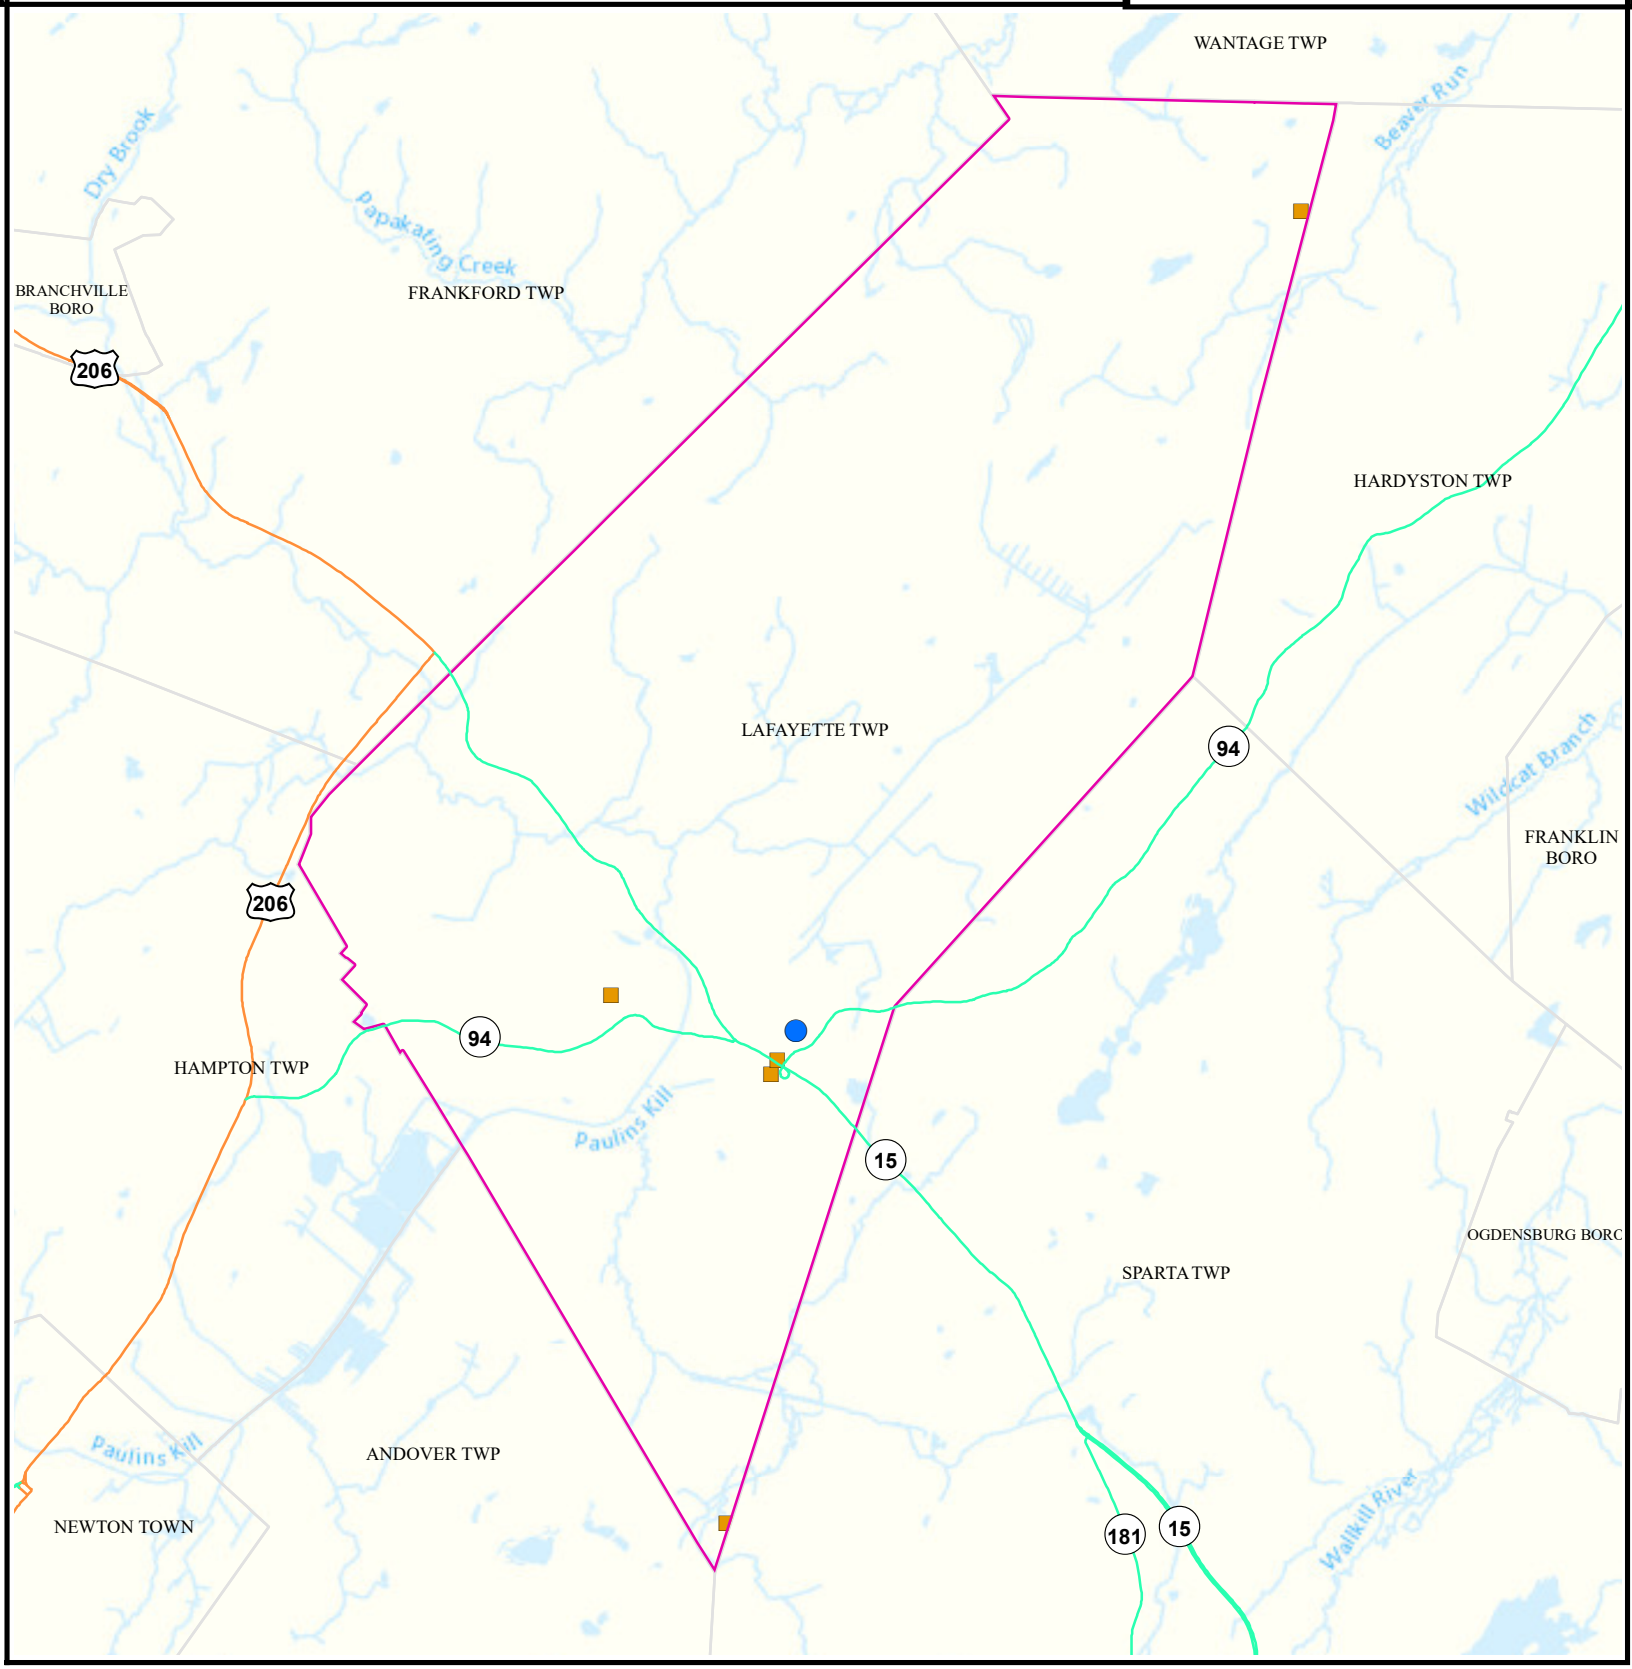 WANTAGE TWP
Beaver Run
Dry Brook
Papakating Creek
FRANKFORD TWP
BRANCHVILLE
BORO
206
HARDYSTON TWP
LAFAYETTE TWP
94
Wildcat Branch
FRANKLIN
BORO
206
94
HAMPTON TWP
Paulins Kill
15
OGDENSBURG BORO
SPARTA TWP
Paulins Kill
ANDOVER TWP
NEWTON TOWN
181
15
Wallkill River